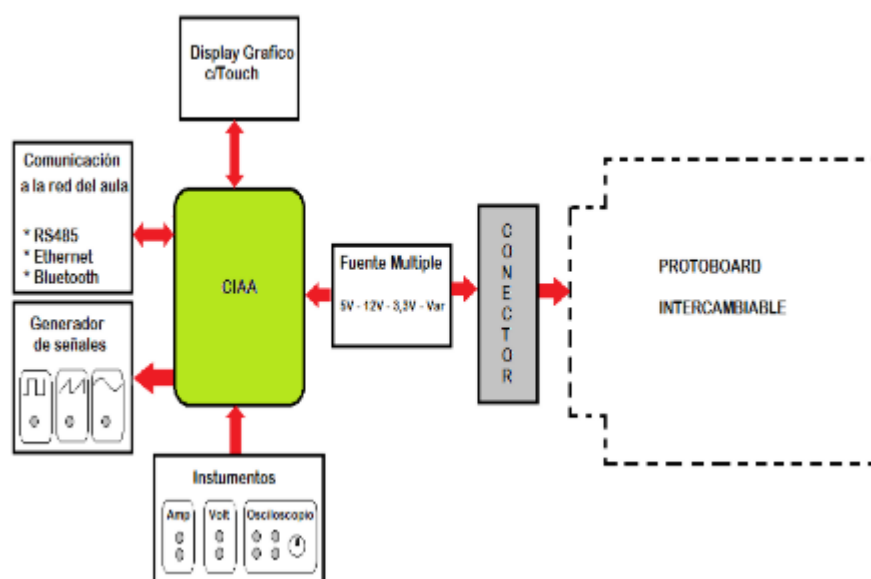 Display Grafico
c/Touch
Comunicación
a la red del aula
* RS485
* Ethernet
* Bluetooth
CIAA
Fuente Multiple
5V - 12V - 3,3V - Var
C
O
N
E
C
T
O
R
PROTOBOARD
INTERCAMBIABLE
Generador
de señales
Instumentos
Amp
Volt
Osciloscopio